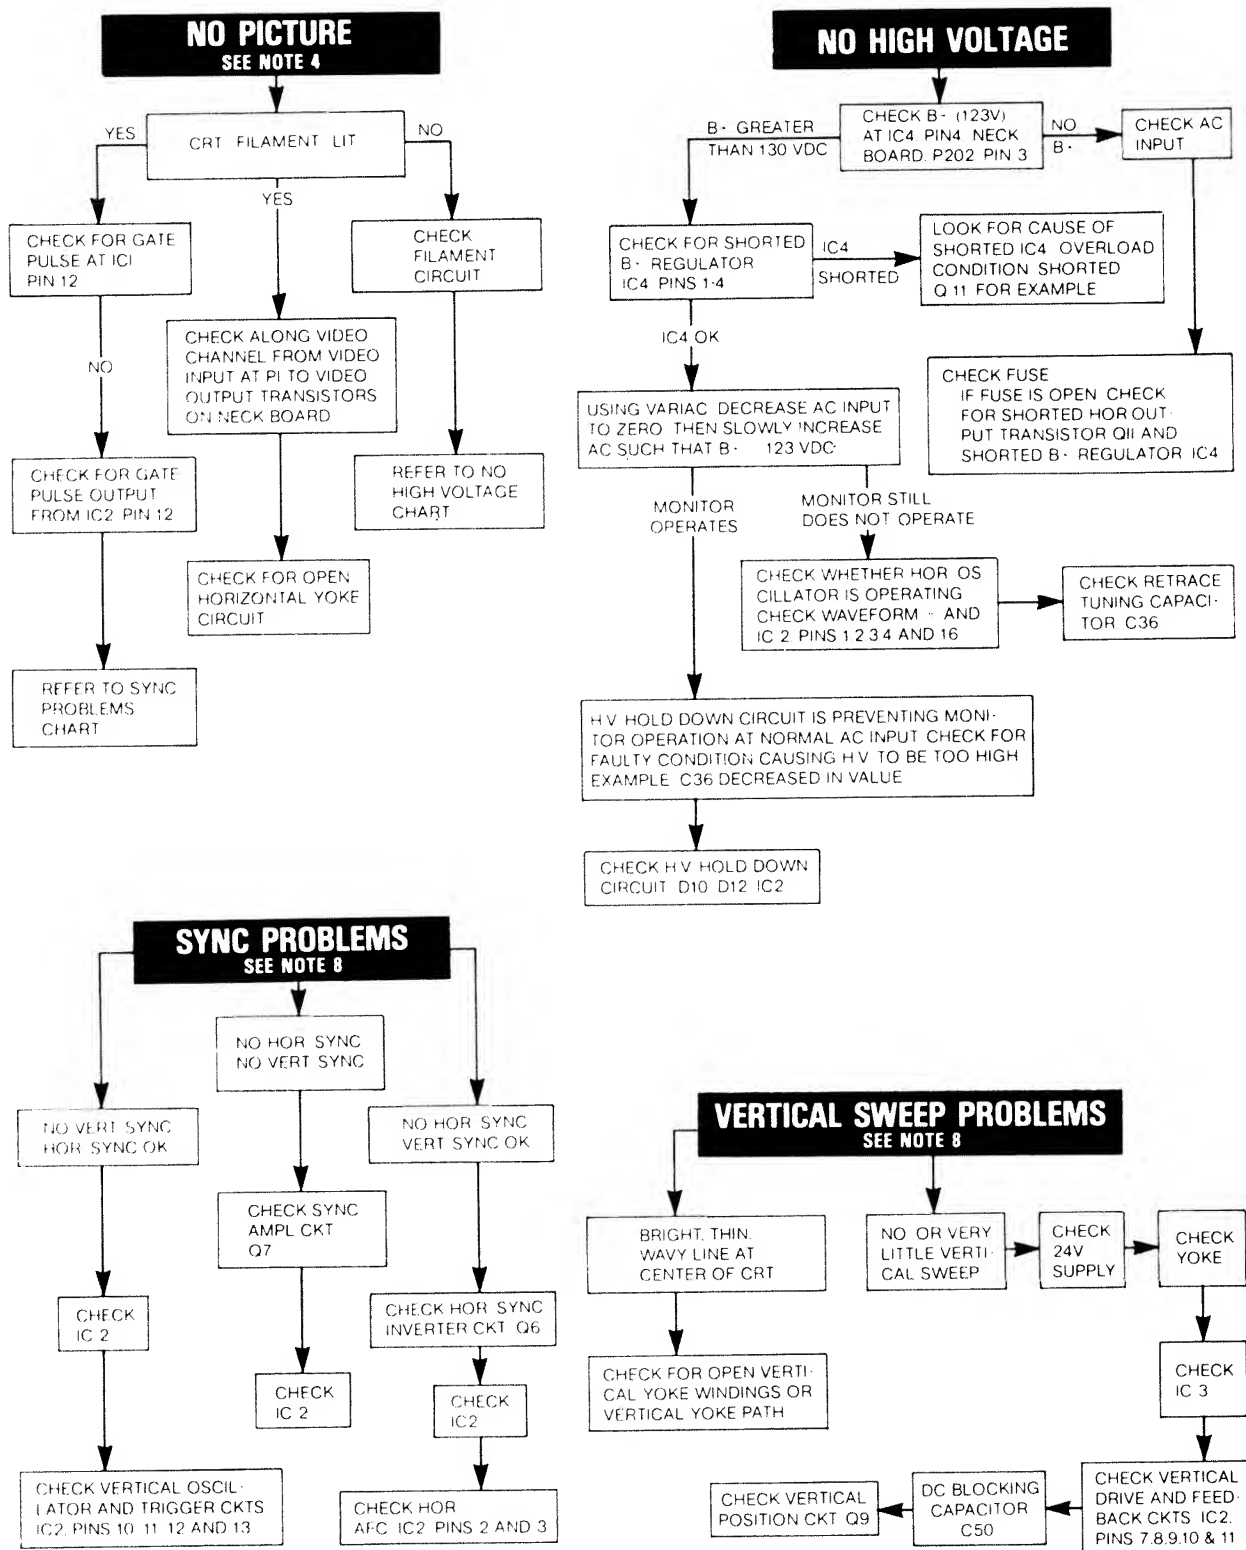 NO PICTURE
SEE NOTE 4
YES
CRT FILAMENT LIT
NO
YES
CHECK FOR GATE
PULSE AT IC1
PIN 12
CHECK
FILAMENT
CIRCUIT
NO
CHECK ALONG VIDEO
CHANNEL FROM VIDEO
INPUT AT P1 TO VIDEO
OUTPUT TRANSISTORS
ON NECK BOARD
CHECK FOR GATE
PULSE OUTPUT
FROM IC2 PIN 12
REFER TO NO
HIGH VOLTAGE
CHART
CHECK FOR OPEN
HORIZONTAL YOKE
CIRCUIT
REFER TO SYNC
PROBLEMS
CHART
NO HIGH VOLTAGE
B· GREATER
THAN 130 VDC
CHECK B· (123V)
AT IC4 PIN4 NECK
BOARD. P202 PIN 3
NO
B·
CHECK AC
INPUT
CHECK FOR SHORTED
B· REGULATOR
IC4 PINS 1·4
IC4
SHORTED
LOOK FOR CAUSE OF
SHORTED IC4 OVERLOAD
CONDITION SHORTED
Q 11 FOR EXAMPLE
IC4 OK
CHECK FUSE
IF FUSE IS OPEN CHECK
FOR SHORTED HOR OUT·
PUT TRANSISTOR Q11 AND
SHORTED B· REGULATOR IC4
USING VARIAC DECREASE AC INPUT
TO ZERO THEN SLOWLY INCREASE
AC SUCH THAT B· 123 VDC·
MONITOR
OPERATES
MONITOR STILL
DOES NOT OPERATE
CHECK WHETHER HOR OS
CILLATOR IS OPERATING
CHECK WAVEFORM ·· AND
IC 2 PINS 1 2 3 4 AND 16
CHECK RETRACE
TUNING CAPACI-
TOR C36
H V HOLD DOWN CIRCUIT IS PREVENTING MONI-
TOR OPERATION AT NORMAL AC INPUT CHECK FOR
FAULTY CONDITION CAUSING H V TO BE TOO HIGH
EXAMPLE C36 DECREASED IN VALUE
CHECK H V HOLD DOWN
CIRCUIT D10 D12 IC2
SYNC PROBLEMS
SEE NOTE 8
NO HOR SYNC
NO VERT SYNC
NO VERT SYNC
HOR SYNC OK
NO HOR SYNC
VERT SYNC OK
CHECK SYNC
AMPL CKT
Q7
CHECK
IC 2
CHECK HOR SYNC
INVERTER CKT Q6
CHECK
IC 2
CHECK
IC2
CHECK VERTICAL OSCIL-
LATOR AND TRIGGER CKTS
IC2, PINS 10 11 12 AND 13
CHECK HOR
AFC IC2 PINS 2 AND 3
VERTICAL SWEEP PROBLEMS
SEE NOTE 8
BRIGHT, THIN,
WAVY LINE AT
CENTER OF CRT
NO OR VERY
LITTLE VERTI-
CAL SWEEP
CHECK
24V
SUPPLY
CHECK
YOKE
CHECK FOR OPEN VERTI-
CAL YOKE WINDINGS OR
VERTICAL YOKE PATH
CHECK
IC 3
CHECK VERTICAL
POSITION CKT Q9
DC BLOCKING
CAPACITOR
C50
CHECK VERTICAL
DRIVE AND FEED-
BACK CKTS IC2,
PINS 7,8,9,10 & 11